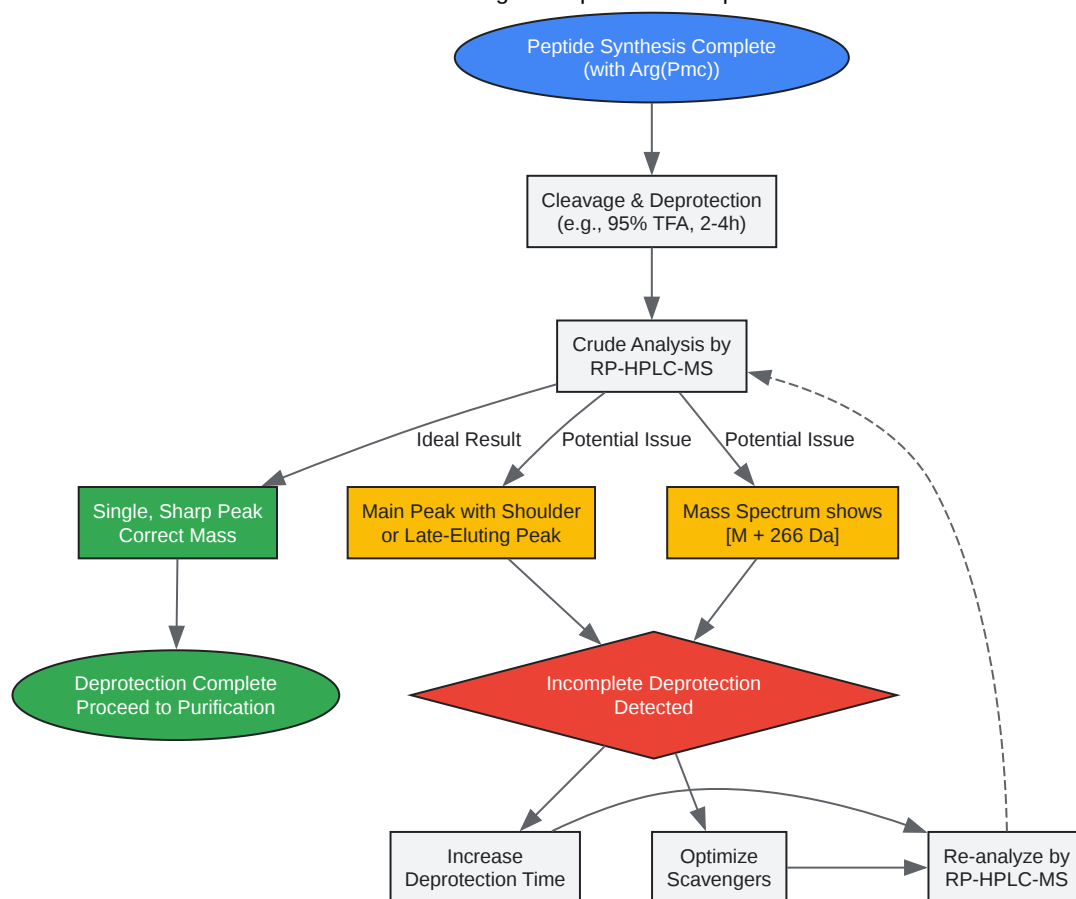 Peptide Synthesis Complete
(with Arg(Pmc))
Cleavage & Deprotection
(e.g., 95% TFA, 2-4h)
Crude Analysis by
RP-HPLC-MS
Ideal Result
Potential Issue
Potential Issue
Single, Sharp Peak
Correct Mass
Main Peak with Shoulder
or Late-Eluting Peak
Mass Spectrum shows
[M + 266 Da]
Deprotection Complete
Proceed to Purification
Incomplete Deprotection
Detected
Increase
Deprotection Time
Optimize
Scavengers
Re-analyze by
RP-HPLC-MS